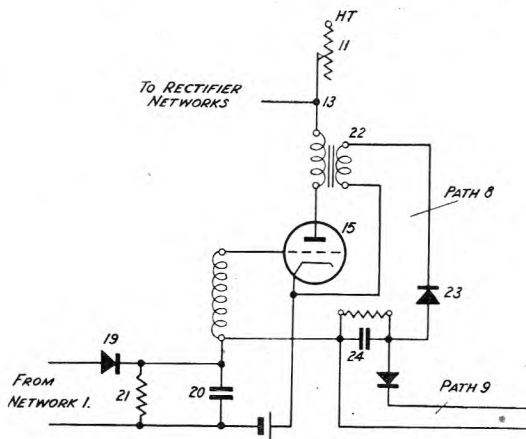 HT
11
TO RECTIFIER
NETWORKS
13
22
15
PATH 8
23
19
24
FROM
NETWORK 1.
21
20
PATH 9